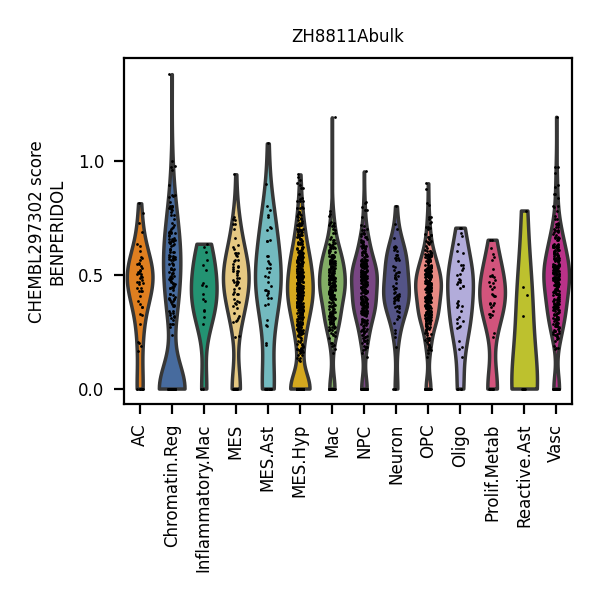 ZH8811Abulk
CHEMBL297302 score
BENPERIDOL
1.0
0.5
0.0
AC
Chromatin.Reg
Inflammatory.Mac
MES
MES.Ast
MES.Hyp
Mac
NPC
Neuron
OPC
Oligo
Prolif.Metab
Reactive.Ast
Vasc